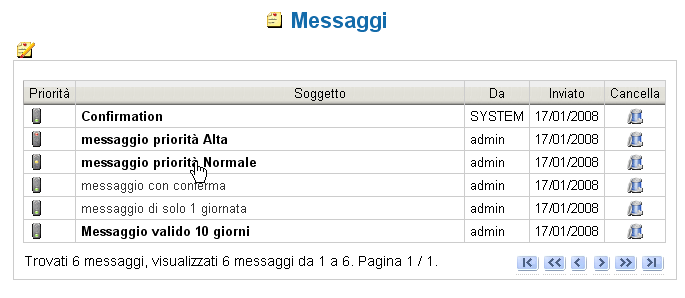 Messaggi
Priorità Soggetto Da Inviato Cancella
Confirmation SYSTEM 17/01/2008
messaggio priorità Alta admin 17/01/2008
messaggio priorità Normale admin 17/01/2008
messaggio con conferma admin 17/01/2008
messaggio di solo 1 giornata admin 17/01/2008
Messaggio valido 10 giorni admin 17/01/2008
Trovati 6 messaggi, visualizzati 6 messaggi da 1 a 6. Pagina 1 / 1.